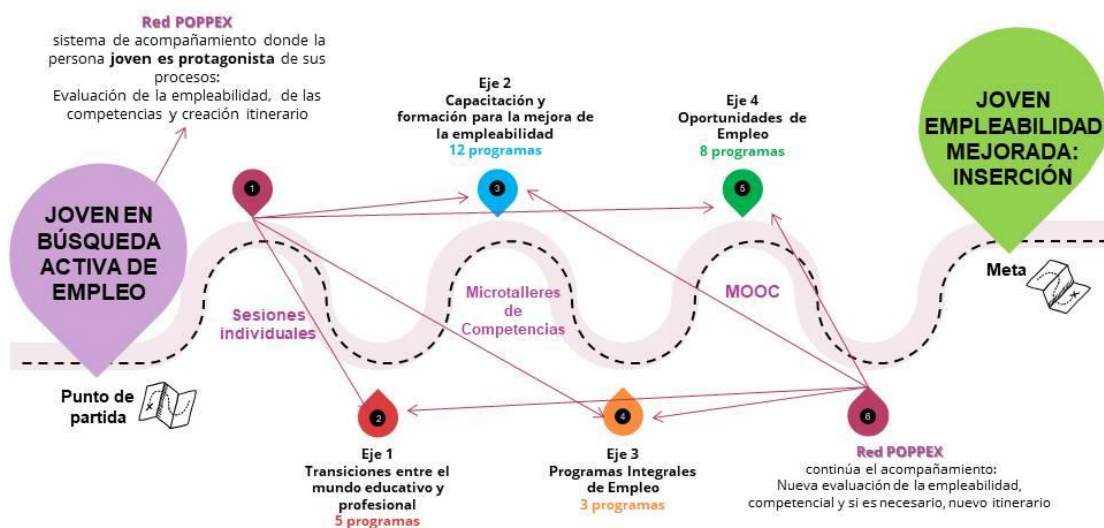 Red POPPEX
sistema de acompañamiento donde la
persona joven es protagonista de sus
procesos:
Evaluación de la empleabilidad, de las
competencias y creación itinerario
JOVEN EN
BÚSQUEDA
ACTIVA DE
EMPLEO
Punto de
partida
x
1
Sesiones
individuales
2
Eje 1
Transiciones entre el
mundo educativo y
profesional
5 programas
Eje 2
Capacitación y
formación para la mejora de
la empleabilidad
12 programas
3
Microtalleres
de
Competencias
4
Eje 3
Programas Integrales
de Empleo
3 programas
Eje 4
Oportunidades de
Empleo
8 programas
5
MOOC
6
Red POPPEX
continúa el acompañamiento:
Nueva evaluación de la empleabilidad,
competencial y si es necesario, nuevo itinerario
JOVEN
EMPLEABILIDAD
MEJORADA:
INSERCIÓN
Meta
x